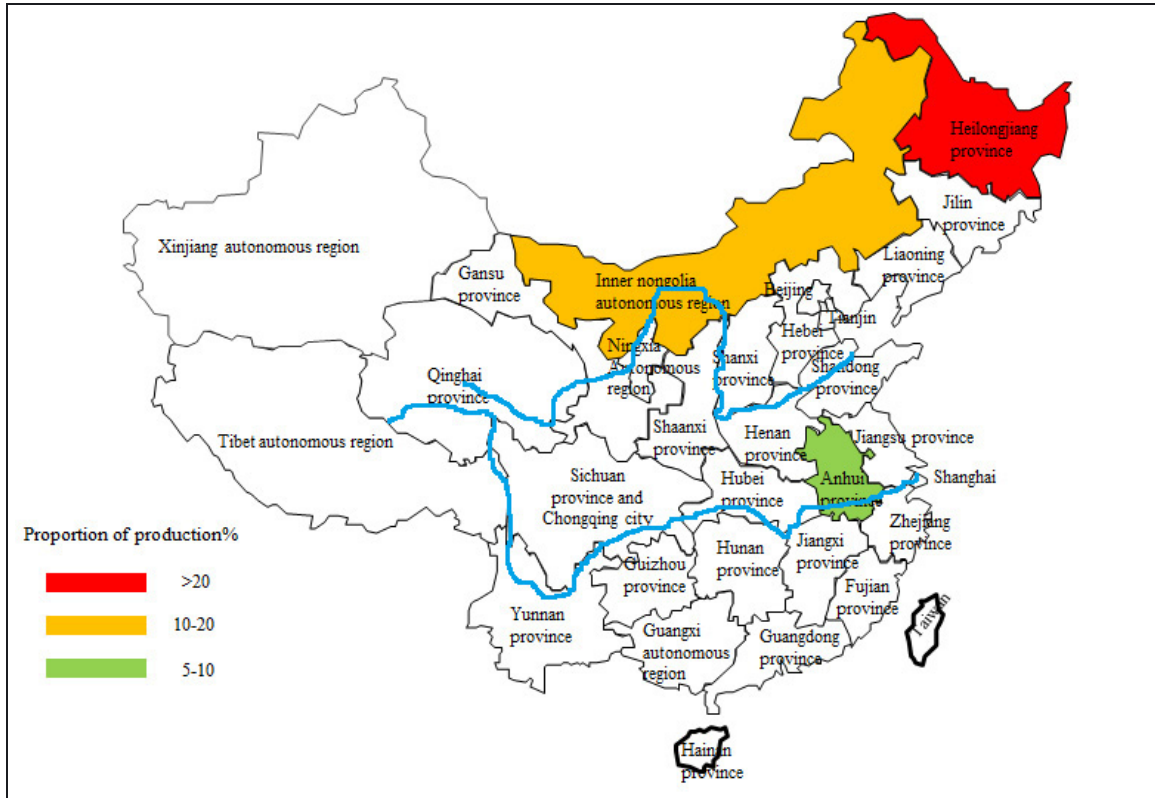 Heilongjiang
province
Jilin
province
Liaoning
province
Xinjiang autonomous region
Gansu
province
Inner nongolia
autonomous region
Beijing
Tianjin
Hebei
province
Ningxia
Autonomous
region
Shanxi
province
Shandong
province
Qinghai
province
Tibet autonomous region
Shaanxi
province
Henan
province
Jiangsu province
Anhui
province
Shanghai
Sichuan
province and
Chongqing city
Hubei
province
Zhejiang
province
Hunan
province
Jiangxi
province
Guizhou
province
Fujian
province
Yunnan
province
Guangxi
autonomous
region
Guangdong
province
Taiwan
Hainan
province
Proportion of production%
>20
10-20
5-10